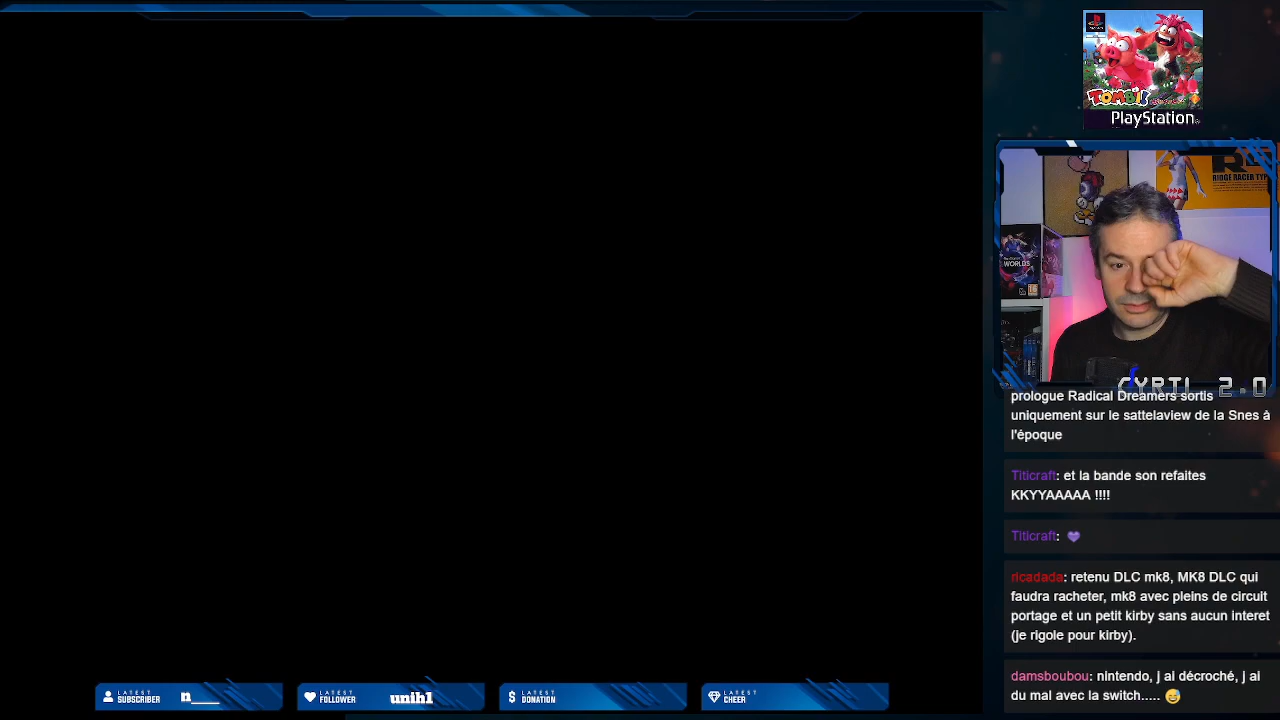 TOMBI!
PlayStation
RIDGE RACER TYPE
WORLDS
CYRIL 2.0
prologue Radical Dreamers sortis
uniquement sur le sattelaview de la Snes à
l'époque
Titicraft: et la bande son refaites
KKYYAAAAA !!!!
Titicraft: 💜
ricadada: retenu DLC mk8, MK8 DLC qui
faudra racheter, mk8 avec pleins de circuit
portage et un petit kirby sans aucun interet
(je rigole pour kirby).
damsboubou: nintendo, j ai décroché, j ai
du mal avec la switch..... 😅
LATEST
SUBSCRIBER n____
LATEST
FOLLOWER unih1
LATEST
DONATION
LATEST
CHEER